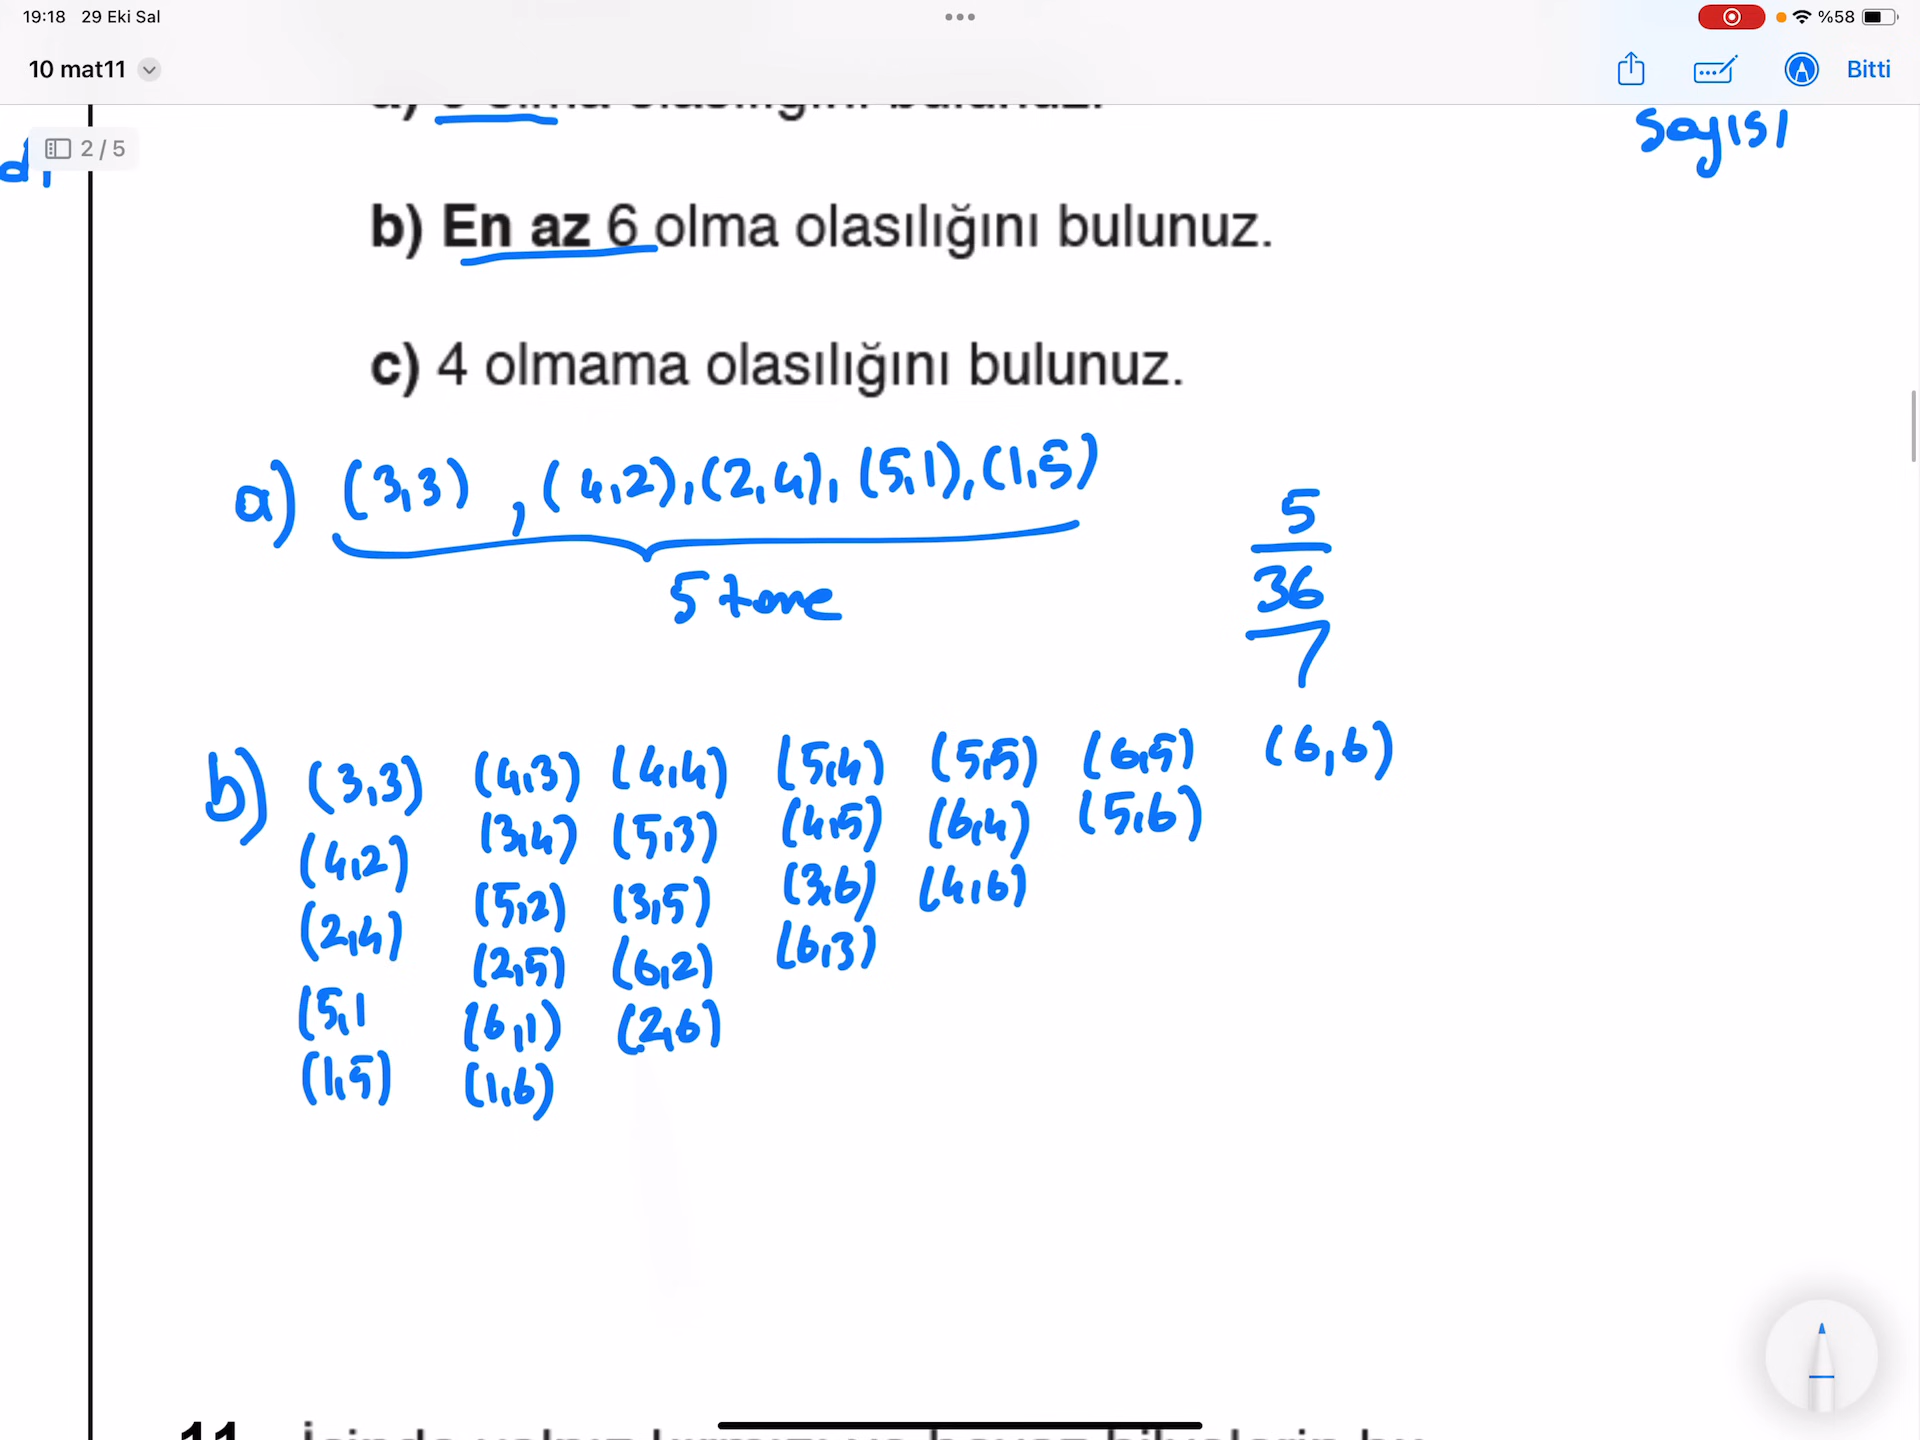 19:18 29 Eki Sal %58
10 mat11 Bitti
2 / 5
sayısı
b) En az 6 olma olasılığını bulunuz.
c) 4 olmama olasılığını bulunuz.
a) (3,3) , (4,2), (2,4), (5,1), (1,5)
5 tane
5
36
7
b) (3,3) (4,3) (4,4) (5,4) (5,5) (6,5) (6,6)
(4,2) (3,4) (5,3) (4,5) (6,4) (5,6)
(2,4) (5,2) (3,5) (3,6) (4,6)
(5,1 (2,5) (6,2) (6,3)
(1,5) (6,1) (2,6)
(1,6)